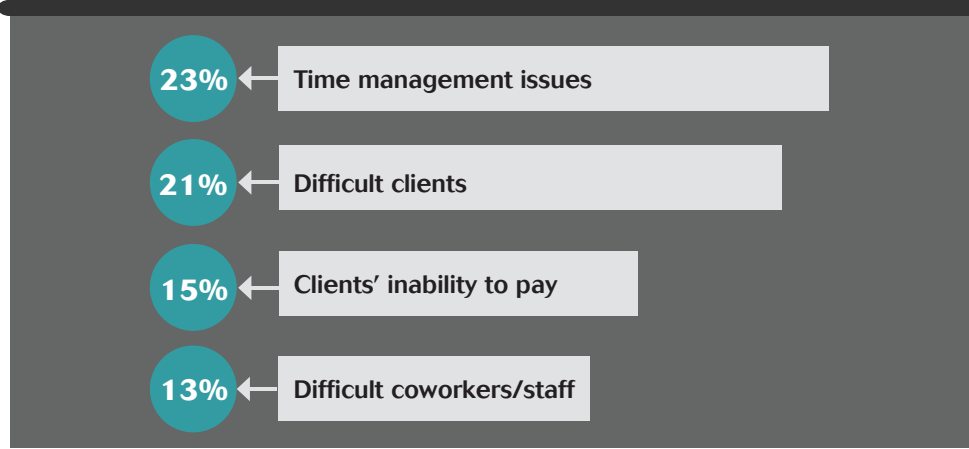 23% Time management issues
21% Difficult clients
15% Clients’ inability to pay
13% Difficult coworkers/staff